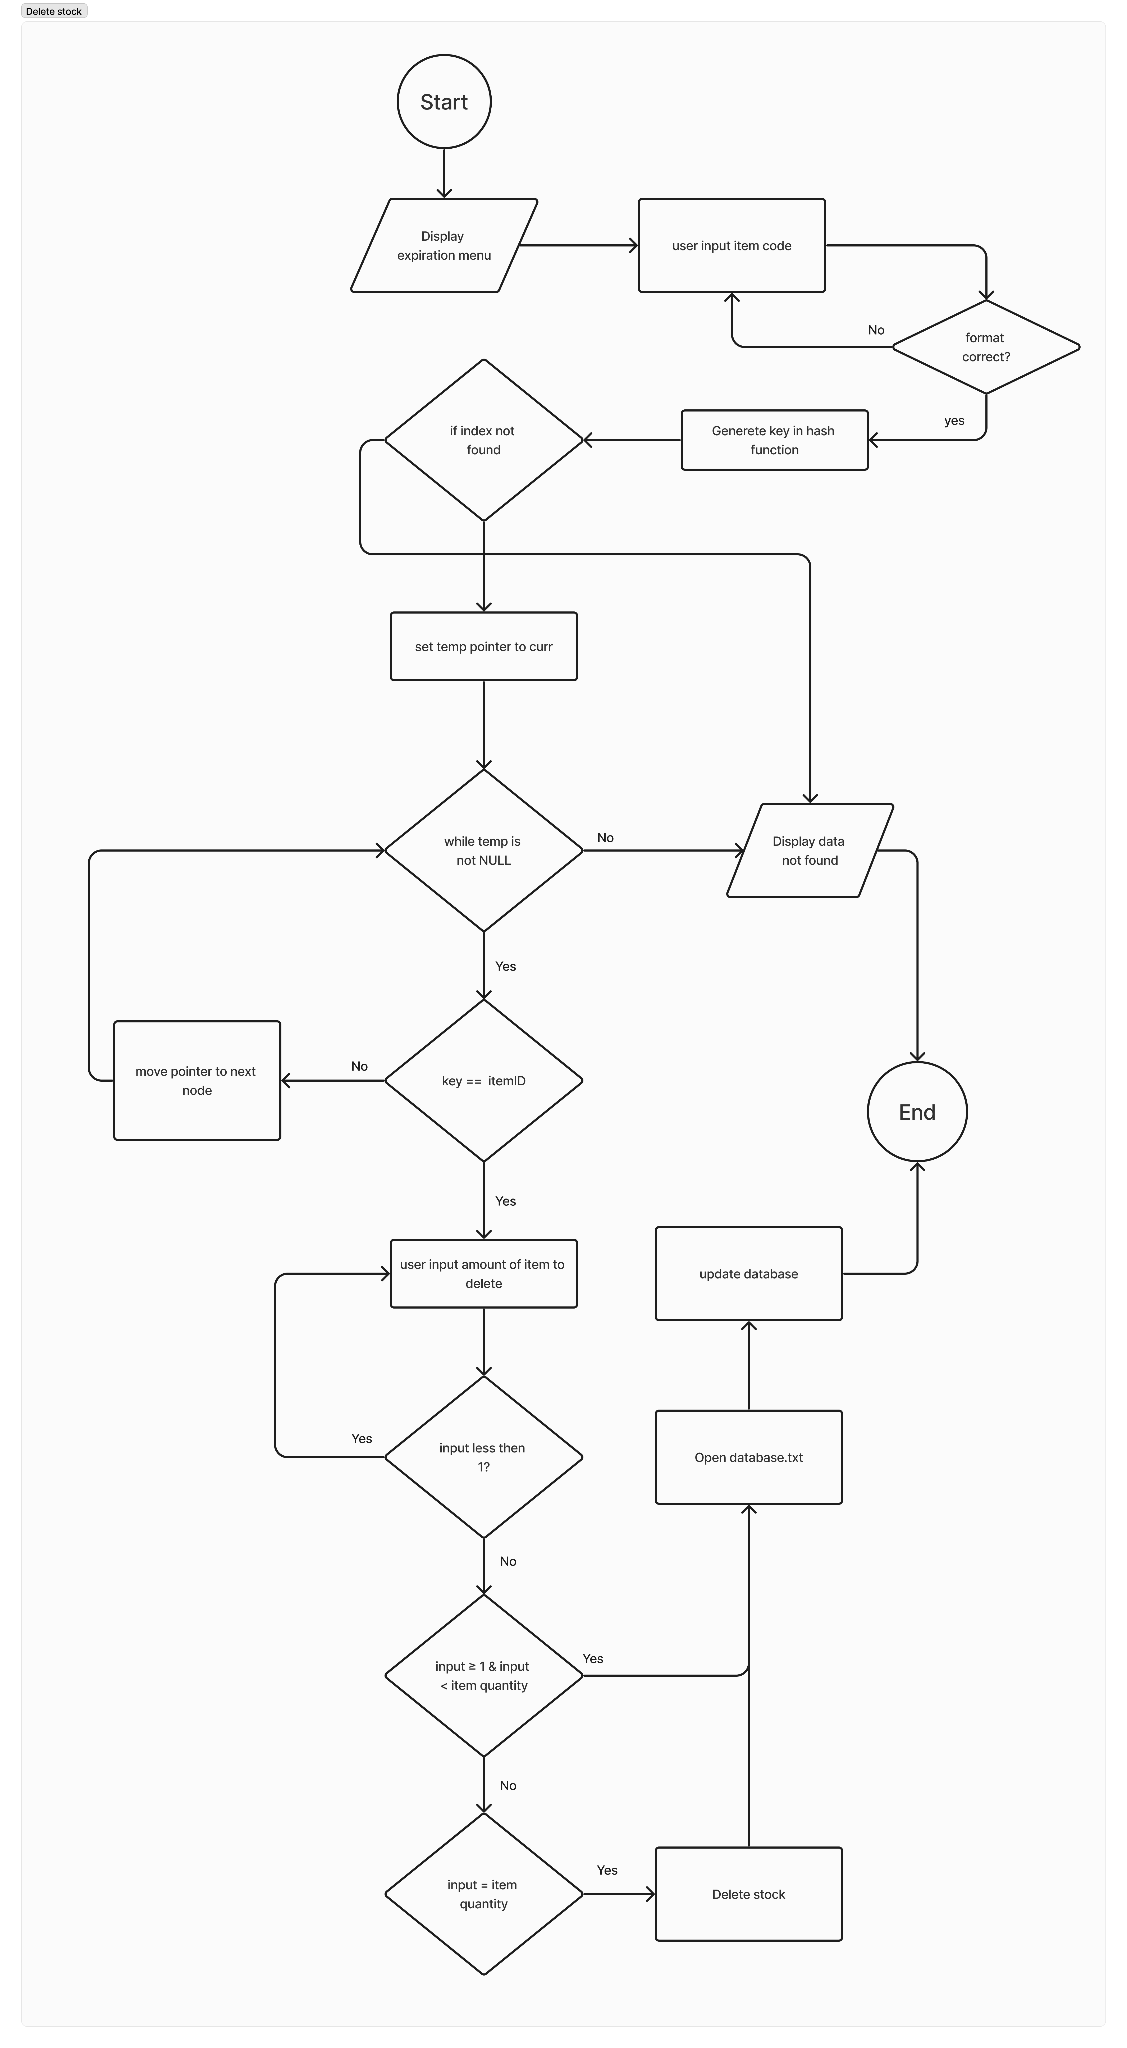 Delete stock
Start
Display
expiration menu
user input item code
No
format
correct?
yes
Generete key in hash
function
if index not
found
set temp pointer to curr
while temp is
not NULL
No
Display data
not found
Yes
move pointer to next
node
No
key == itemID
End
Yes
user input amount of item to
delete
update database
Yes
input less then
1?
Open database.txt
No
input ≥ 1 & input
< item quantity
Yes
No
input = item
quantity
Yes
Delete stock